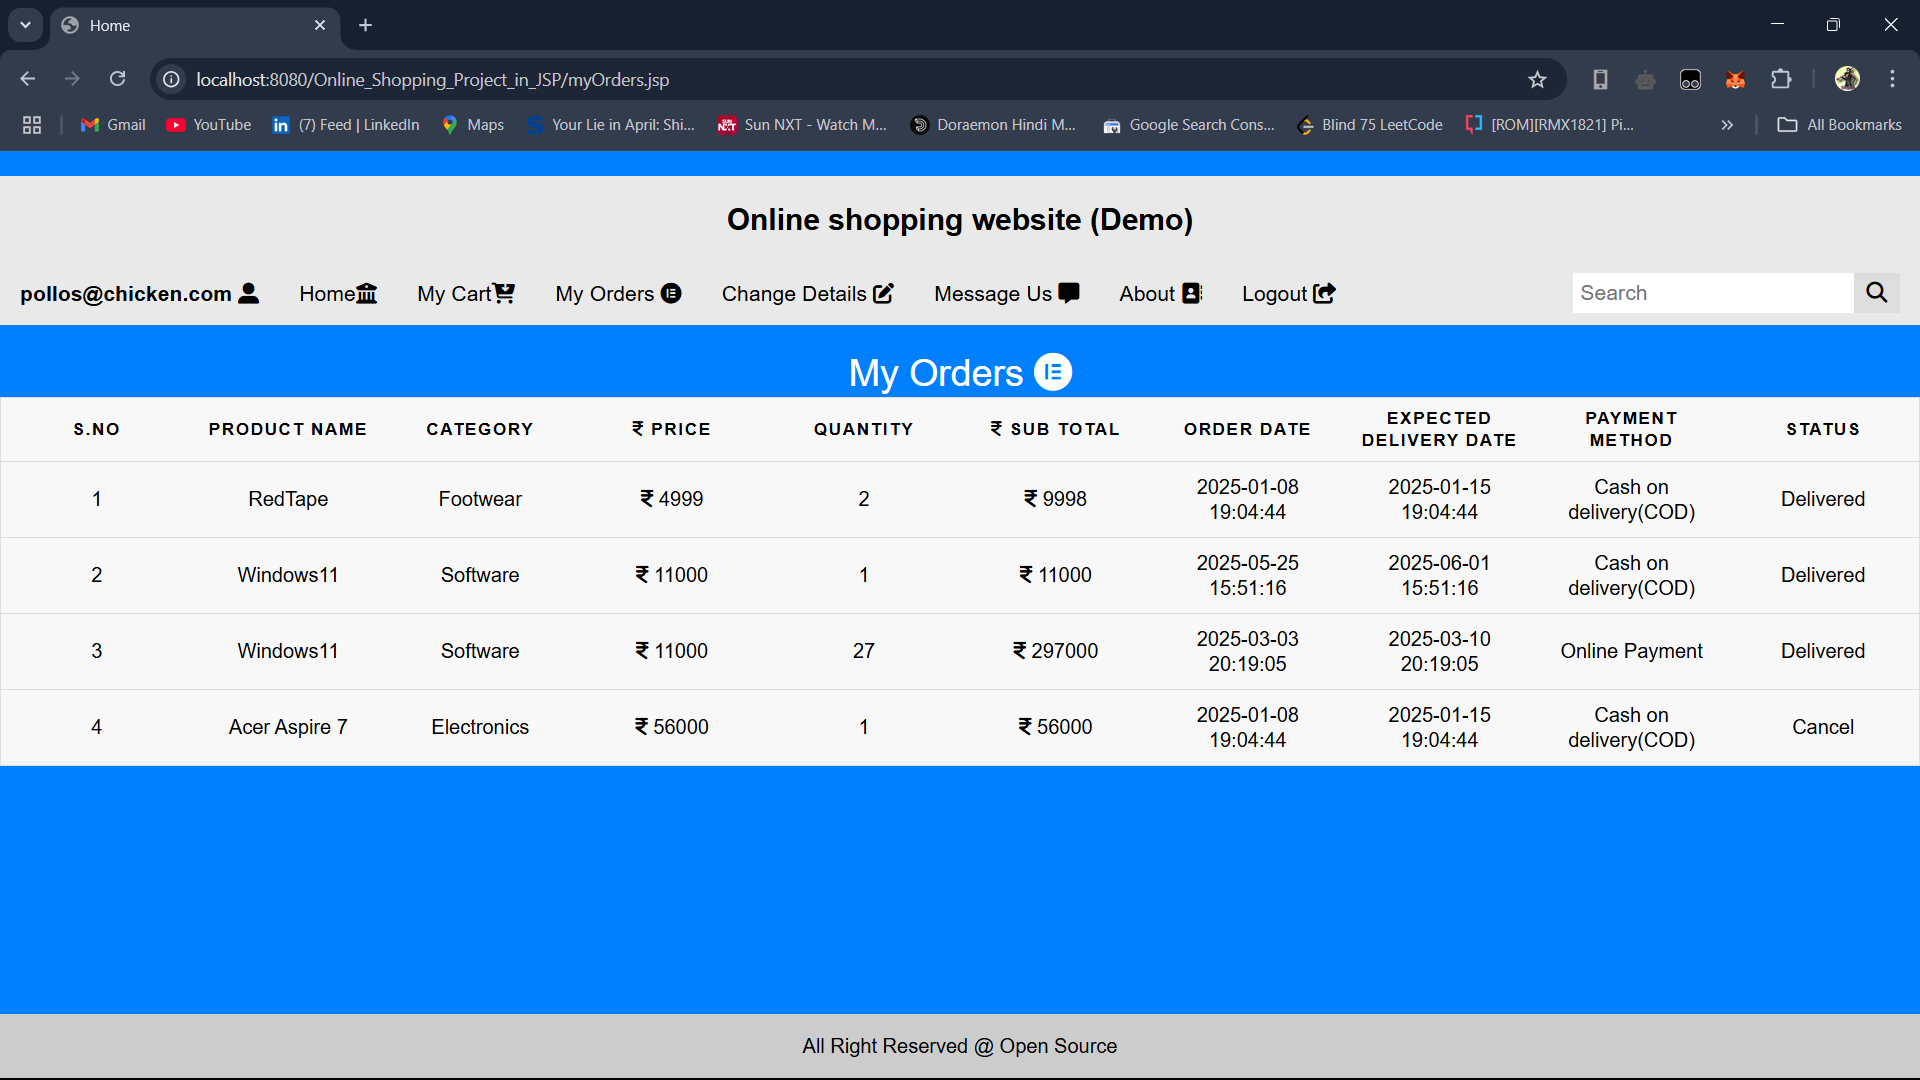 Home
localhost:8080/Online_Shopping_Project_in_JSP/myOrders.jsp
Gmail YouTube (7) Feed | LinkedIn Maps Your Lie in April: Shi... Sun NXT - Watch M... Doraemon Hindi M... Google Search Cons... Blind 75 LeetCode [ROM][RMX1821] Pi... » All Bookmarks
Online shopping website (Demo)
pollos@chicken.com Home My Cart My Orders Change Details Message Us About Logout Search
My Orders
S.NO PRODUCT NAME CATEGORY ₹ PRICE QUANTITY ₹ SUB TOTAL ORDER DATE EXPECTED DELIVERY DATE PAYMENT METHOD STATUS
1 RedTape Footwear ₹ 4999 2 ₹ 9998 2025-01-08 19:04:44 2025-01-15 19:04:44 Cash on delivery(COD) Delivered
2 Windows11 Software ₹ 11000 1 ₹ 11000 2025-05-25 15:51:16 2025-06-01 15:51:16 Cash on delivery(COD) Delivered
3 Windows11 Software ₹ 11000 27 ₹ 297000 2025-03-03 20:19:05 2025-03-10 20:19:05 Online Payment Delivered
4 Acer Aspire 7 Electronics ₹ 56000 1 ₹ 56000 2025-01-08 19:04:44 2025-01-15 19:04:44 Cash on delivery(COD) Cancel
All Right Reserved @ Open Source